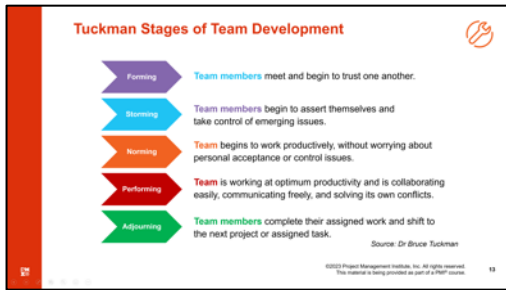 Tuckman Stages of Team Development
Forming
Team members meet and begin to trust one another.
Storming
Team members begin to assert themselves and
take control of emerging issues.
Norming
Team begins to work productively, without worrying about
personal acceptance or control issues.
Performing
Team is working at optimum productivity and is collaborating
easily, communicating freely, and solving its own conflicts.
Adjourning
Team members complete their assigned work and shift to
the next project or assigned task.
Source: Dr Bruce Tuckman
©2023 Project Management Institute, Inc. All rights reserved.
This material is being provided as part of a PMI® course.
13